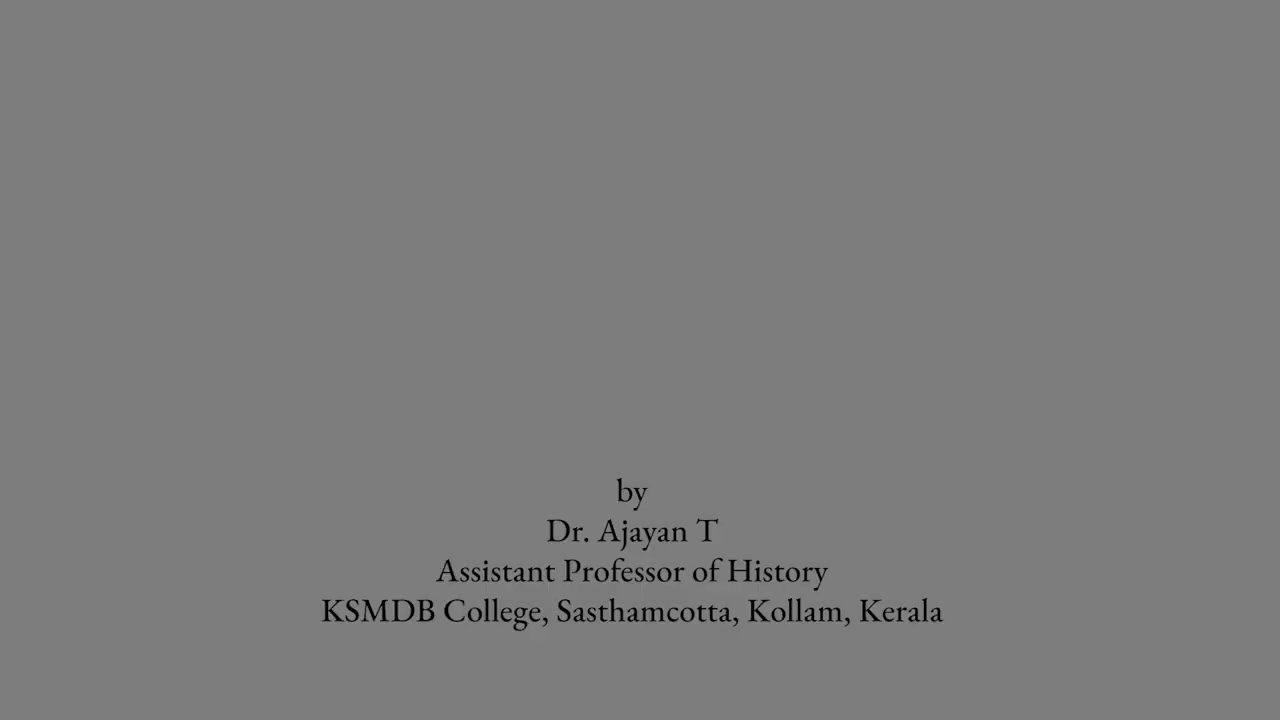 by
Dr. Ajayan T
Assistant Professor of History
KSMDB College, Sasthamcotta, Kollam, Kerala